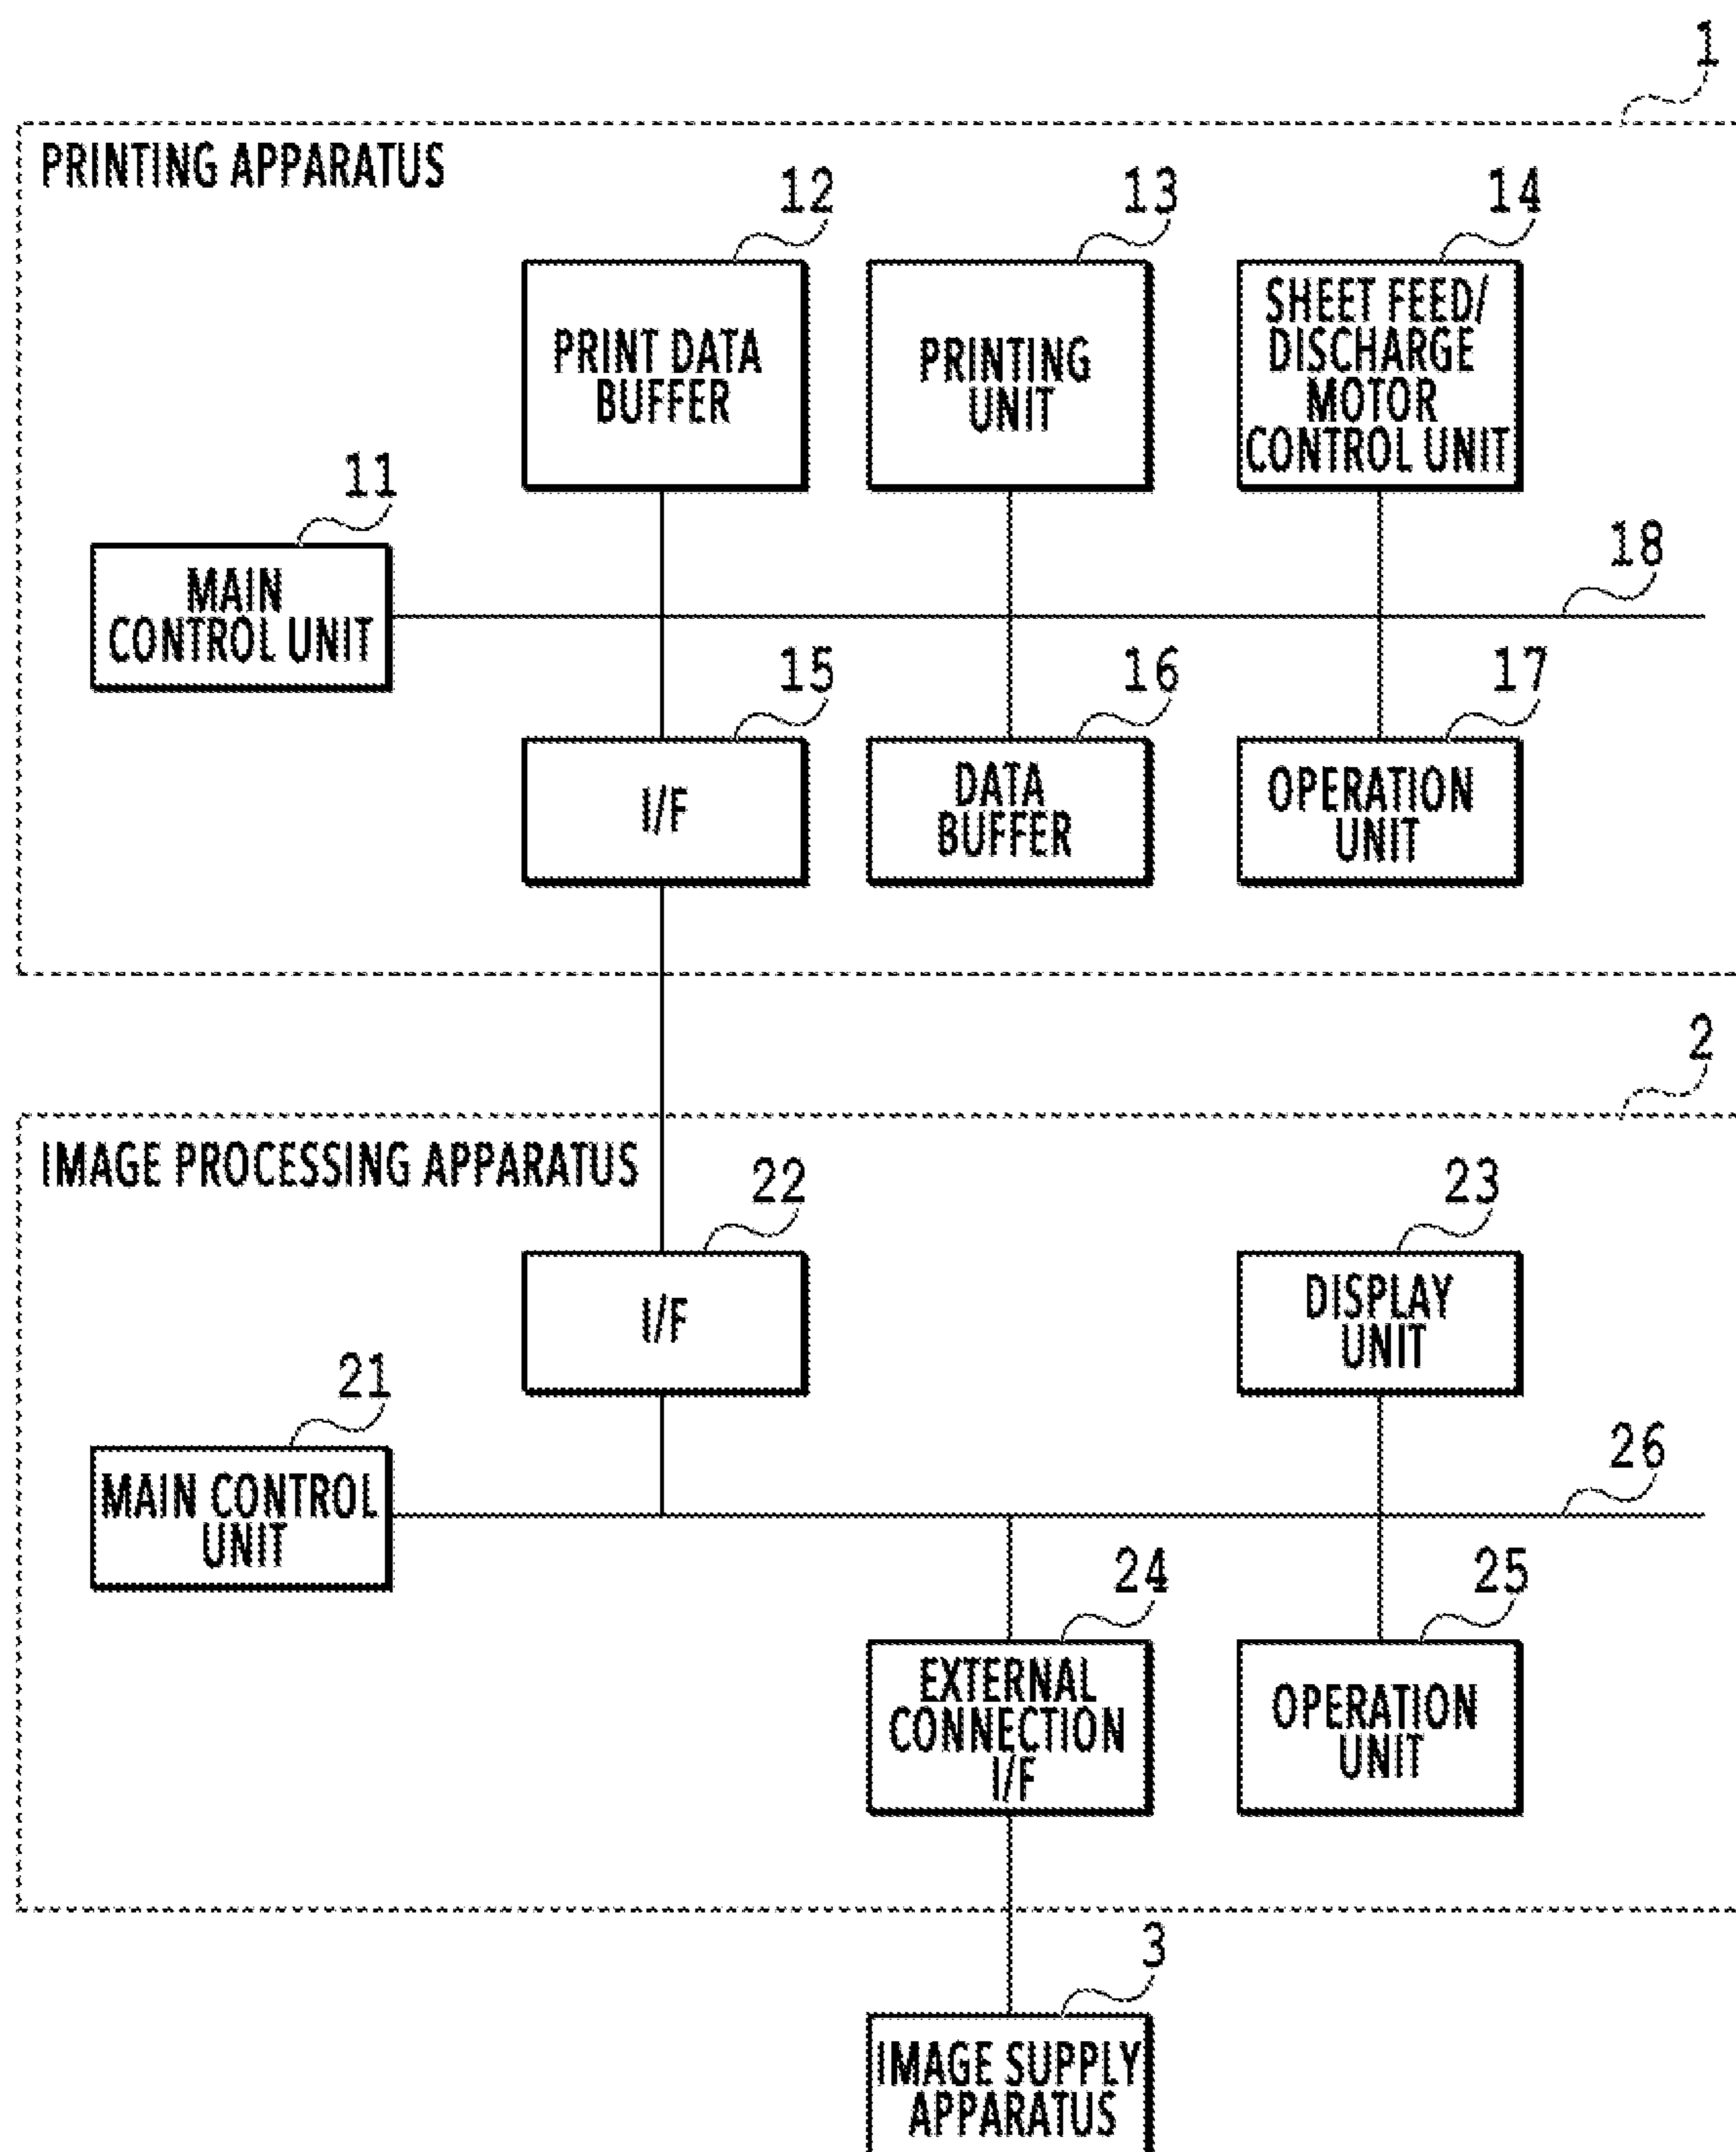 1
PRINTING APPARATUS
12
13
14
PRINT DATA
BUFFER
PRINTING
UNIT
SHEET FEED/
DISCHARGE
MOTOR
CONTROL UNIT
11
MAIN
CONTROL UNIT
18
15
16
17
I/F
DATA
BUFFER
OPERATION
UNIT
2
IMAGE PROCESSING APPARATUS
22
23
I/F
DISPLAY
UNIT
21
MAIN CONTROL
UNIT
26
24
25
EXTERNAL
CONNECTION
I/F
OPERATION
UNIT
3
IMAGE SUPPLY
APPARATUS